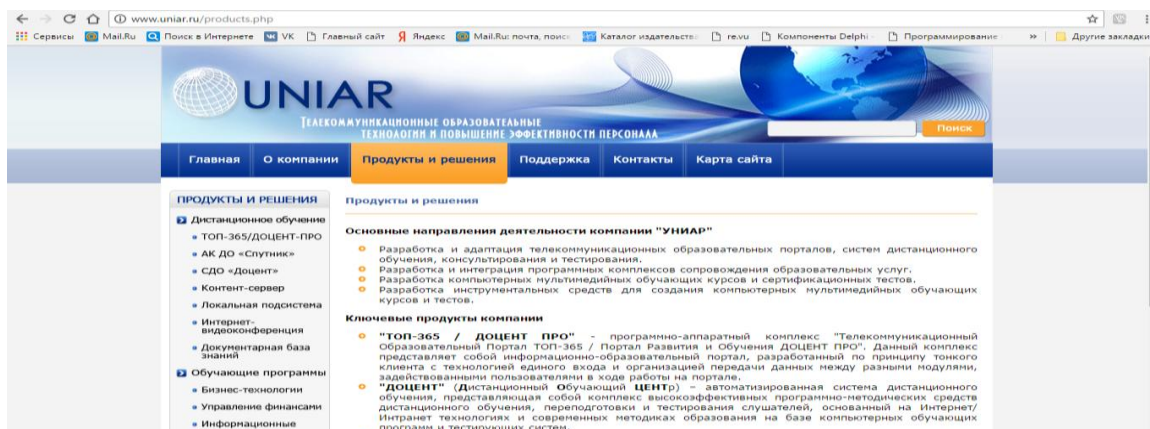 www.uniar.ru/products.php
Сервисы Mail.Ru Поиск в Интернете VK Главный сайт Яндекс Mail.Ru: почта, поиск Каталог издательств re.vu Компоненты Delphi - Программирование » Другие закладки
UNIAR
Телекоммуникационные образовательные
технологии и повышение эффективности персонала
Поиск
Главная О компании Продукты и решения Поддержка Контакты Карта сайта
ПРОДУКТЫ И РЕШЕНИЯ
Дистанционное обучение
ТОП-365/ДОЦЕНТ-ПРО
АК ДО «Спутник»
СДО «Доцент»
Контент-сервер
Локальная подсистема
Интернет-
видеоконференция
Документарная база
знаний
Обучающие программы
Бизнес-технологии
Управление финансами
Информационные
Продукты и решения
Основные направления деятельности компании "УНИАР"
Разработка и адаптация телекоммуникационных образовательных порталов, систем дистанционного
обучения, консультирования и тестирования.
Разработка и интеграция программных комплексов сопровождения образовательных услуг.
Разработка компьютерных мультимедийных обучающих курсов и сертификационных тестов.
Разработка инструментальных средств для создания компьютерных мультимедийных обучающих
курсов и тестов.
Ключевые продукты компании
"ТОП-365 / ДОЦЕНТ ПРО" - программно-аппаратный комплекс "Телекоммуникационный
Образовательный Портал ТОП-365 / Портал Развития и Обучения ДОЦЕНТ ПРО". Данный комплекс
представляет собой информационно-образовательный портал, разработанный по принципу тонкого
клиента с технологией единого входа и организацией передачи данных между разными модулями,
задействованными пользователями в ходе работы на портале.
"ДОЦЕНТ" (Дистанционный Обучающий ЦЕНТр) – автоматизированная система дистанционного
обучения, представляющая собой комплекс высокоэффективных программно-методических средств
дистанционного обучения, переподготовки и тестирования слушателей, основанный на Интернет/
Интранет технологиях и современных методиках образования на базе компьютерных обучающих
программ и тестирующих систем.